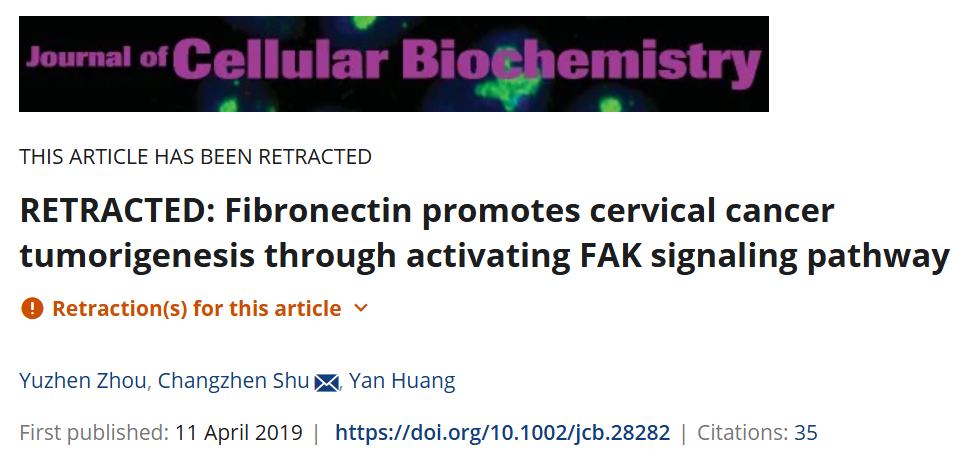 Journal of Cellular Biochemistry
THIS ARTICLE HAS BEEN RETRACTED
RETRACTED: Fibronectin promotes cervical cancer
tumorigenesis through activating FAK signaling pathway
Retraction(s) for this article
Yuzhen Zhou, Changzhen Shu, Yan Huang
First published: 11 April 2019 | https://doi.org/10.1002/jcb.28282 | Citations: 35